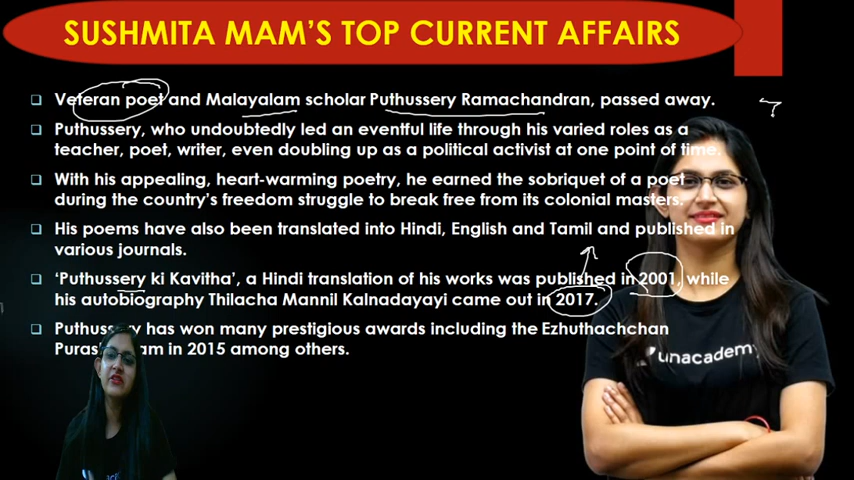 SUSHMITA MAM'S TOP CURRENT AFFAIRS
Veteran poet and Malayalam scholar Puthussery Ramachandran, passed away.
Puthussery, who undoubtedly led an eventful life through his varied roles as a
teacher, poet, writer, even doubling up as a political activist at one point of time.
With his appealing, heart-warming poetry, he earned the sobriquet of a poet
during the country's freedom struggle to break free from its colonial masters.
His poems have also been translated into Hindi, English and Tamil and published in
various journals.
'Puthussery ki Kavitha', a Hindi translation of his works was published in 2001, while
his autobiography Thilacha Mannil Kalnadayayi came out in 2017.
Puthussery has won many prestigious awards including the Ezhuthachchan
in 2015 among others.
unacademy